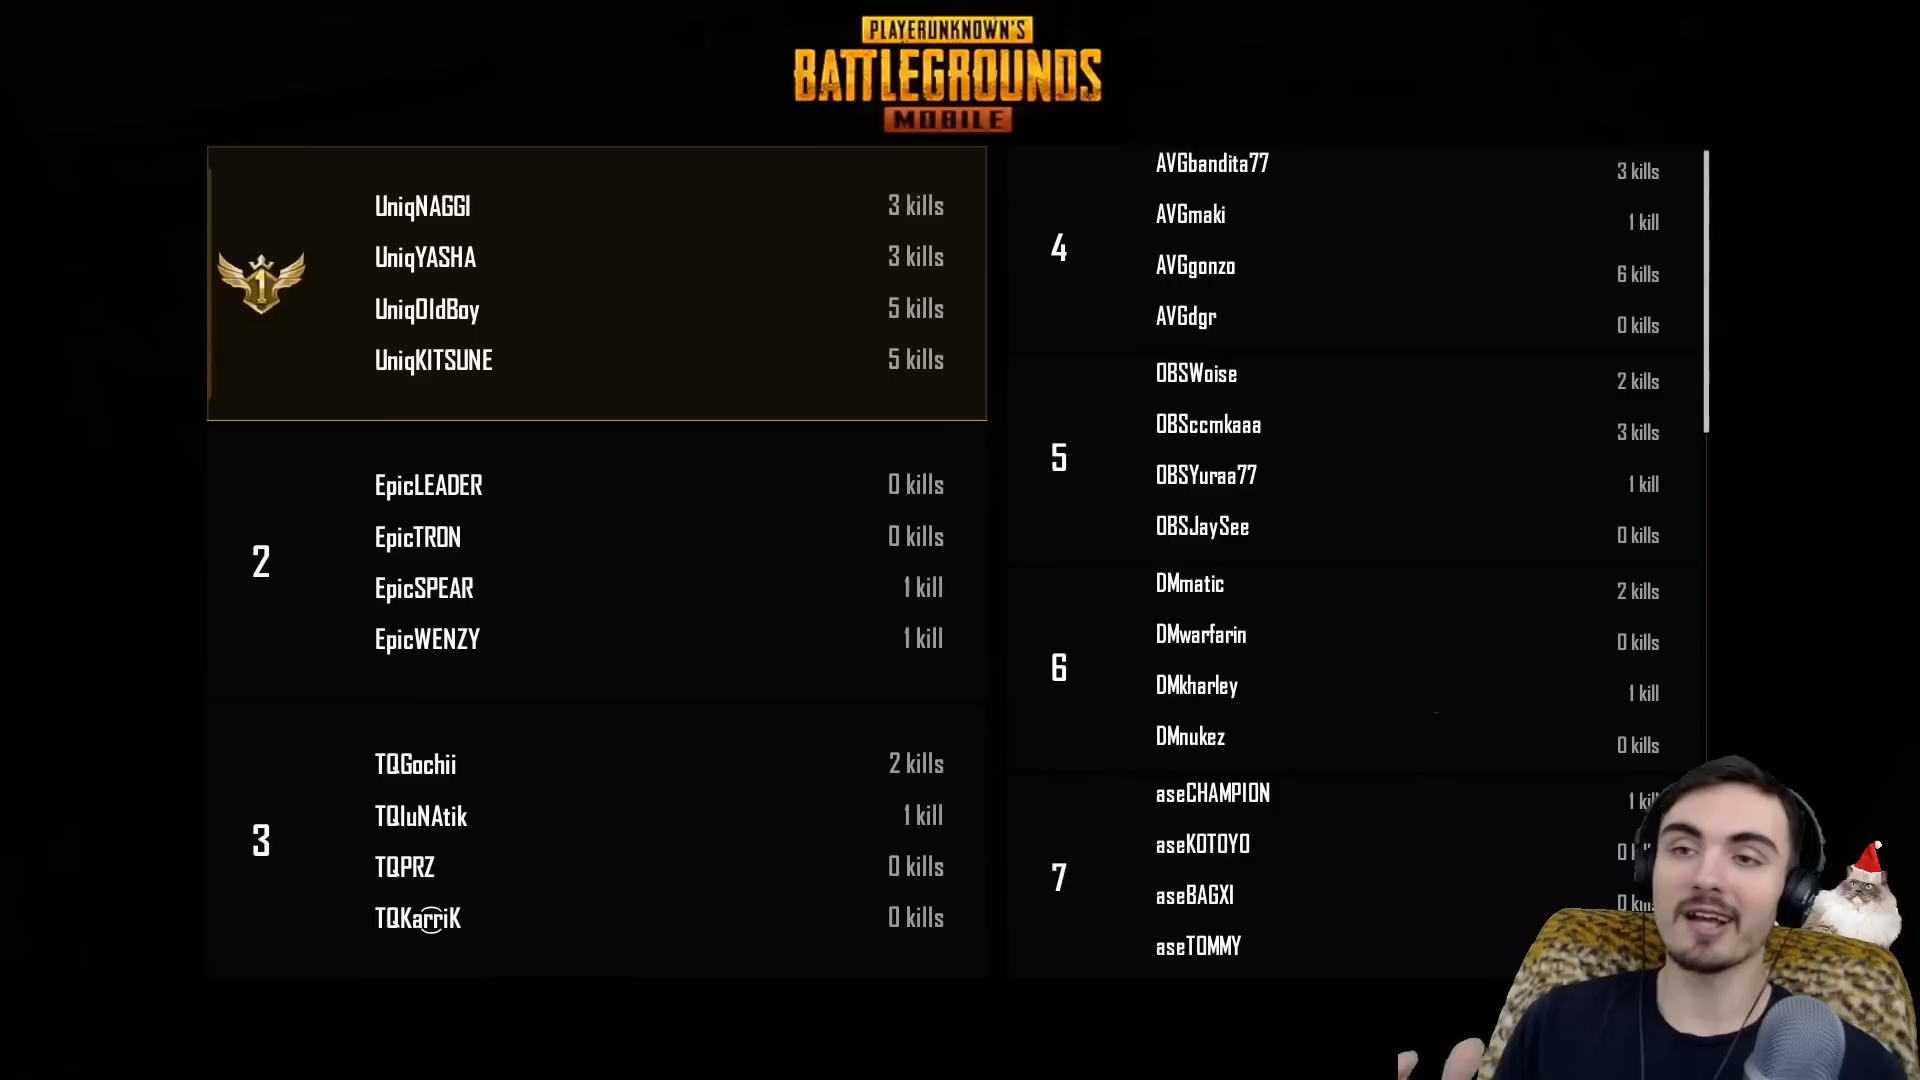 PLAYERUNKNOWN'S
BATTLEGROUNDS
MOBILE
1
UniqNAGGI 3 kills
UniqYASHA 3 kills
UniqOldBoy 5 kills
UniqKITSUNE 5 kills
2
EpicLEADER 0 kills
EpicTRON 0 kills
EpicSPEAR 1 kill
EpicWENZY 1 kill
3
TQGochii 2 kills
TQluNAtik 1 kill
TQPRZ 0 kills
TQKarriK 0 kills
4
AVGbandita77 3 kills
AVGmaki 1 kill
AVGgonzo 6 kills
AVGdgr 0 kills
5
OBSWoise 2 kills
OBSccmkaaa 3 kills
OBSYuraa77 1 kill
OBSJaySee 0 kills
6
DMmatic 2 kills
DMwarfarin 0 kills
DMkharley 1 kill
DMnukez 0 kills
7
aseCHAMPION 1
aseKOTOYO 0
aseBAGXI 0
aseTOMMY